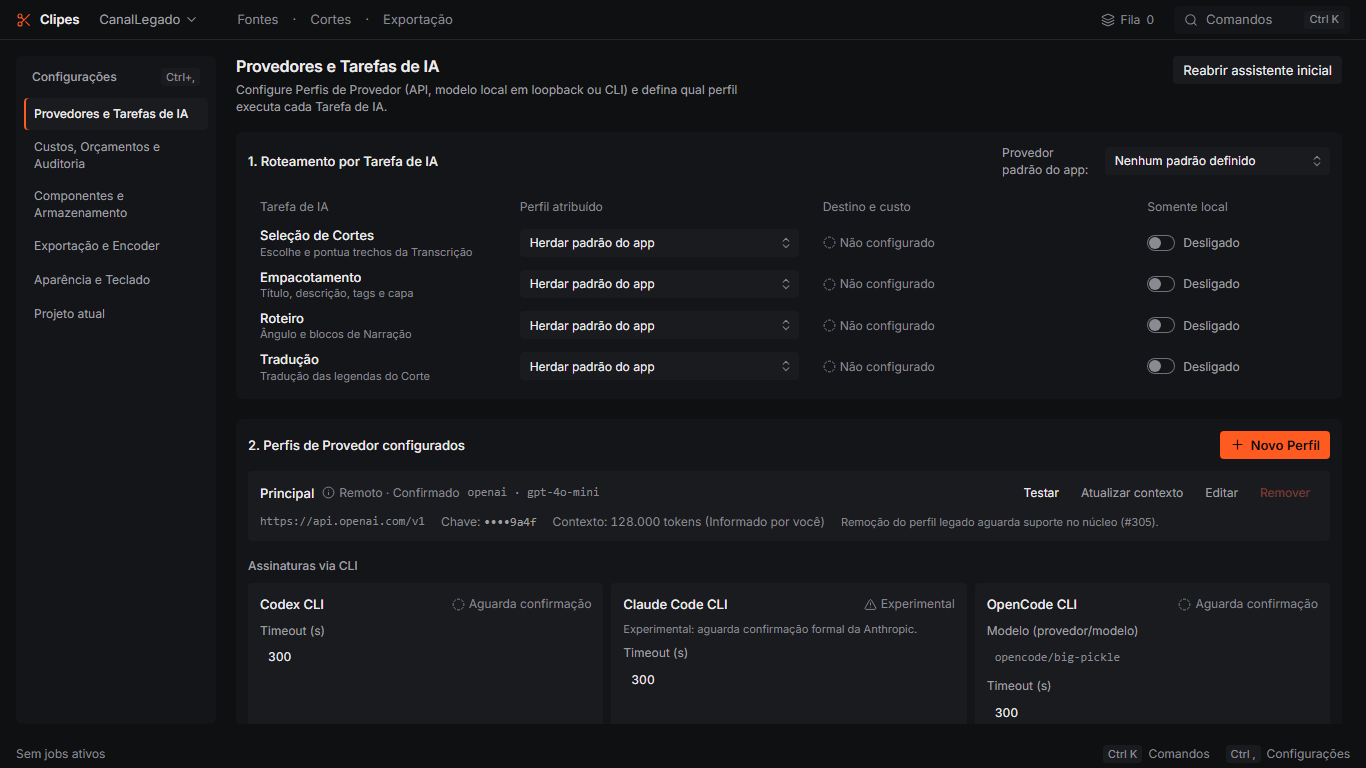 Clipes CanalLegado Fontes · Cortes · Exportação Fila 0 Comandos Ctrl K
Configurações Ctrl+,
Provedores e Tarefas de IA
Custos, Orçamentos e
Auditoria
Componentes e
Armazenamento
Exportação e Encoder
Aparência e Teclado
Projeto atual
Provedores e Tarefas de IA
Reabrir assistente inicial
Configure Perfis de Provedor (API, modelo local em loopback ou CLI) e defina qual perfil
executa cada Tarefa de IA.
1. Roteamento por Tarefa de IA
Provedor
padrão do app:
Nenhum padrão definido
Tarefa de IA Perfil atribuído Destino e custo Somente local
Seleção de Cortes
Escolhe e pontua trechos da Transcrição
Herdar padrão do app Não configurado Desligado
Empacotamento
Título, descrição, tags e capa
Herdar padrão do app Não configurado Desligado
Roteiro
Ângulo e blocos de Narração
Herdar padrão do app Não configurado Desligado
Tradução
Tradução das legendas do Corte
Herdar padrão do app Não configurado Desligado
2. Perfis de Provedor configurados
+ Novo Perfil
Principal Remoto · Confirmado openai · gpt-4o-mini Testar Atualizar contexto Editar Remover
https://api.openai.com/v1 Chave: ••••9a4f Contexto: 128.000 tokens (Informado por você) Remoção do perfil legado aguarda suporte no núcleo (#305).
Assinaturas via CLI
Codex CLI Aguarda confirmação
Timeout (s)
300
Claude Code CLI Experimental
Experimental: aguarda confirmação formal da Anthropic.
Timeout (s)
300
OpenCode CLI Aguarda confirmação
Modelo (provedor/modelo)
opencode/big-pickle
Timeout (s)
300
Sem jobs ativos Ctrl K Comandos Ctrl , Configurações